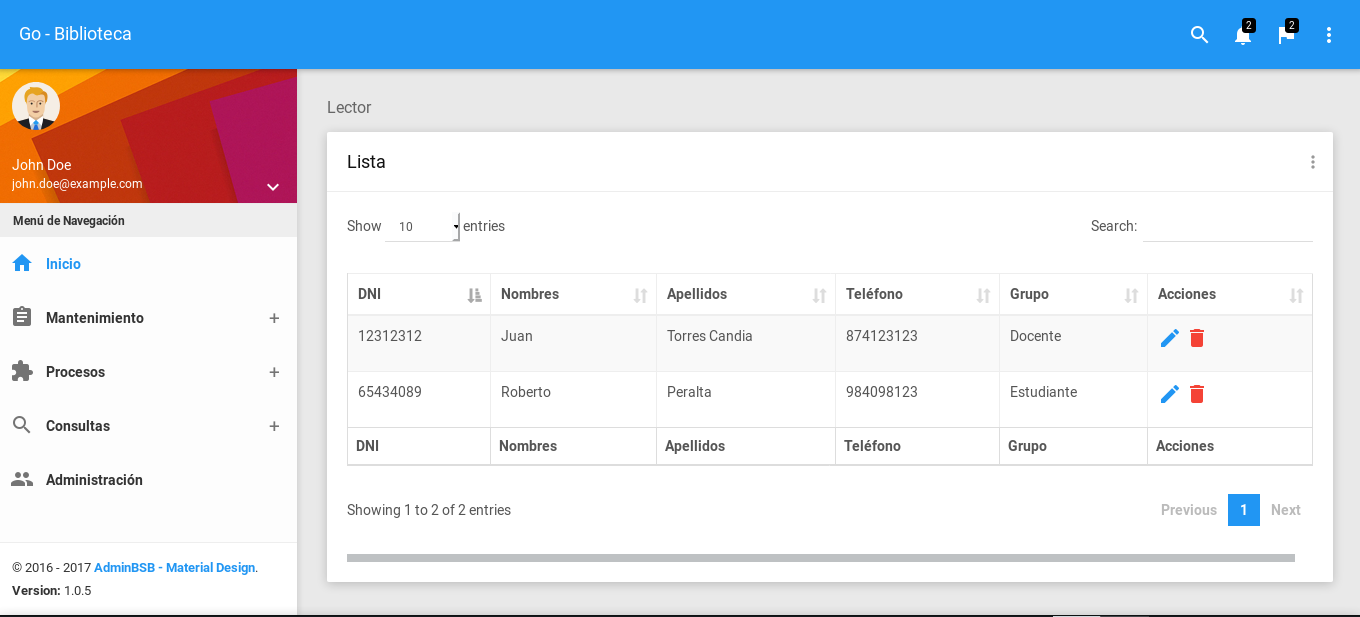 Go - Biblioteca
2
2
John Doe
john.doe@example.com
Menú de Navegación
Inicio
Mantenimiento
Procesos
Consultas
Administración
© 2016 - 2017 AdminBSB - Material Design.
Version: 1.0.5
Lector
Lista
Show 10 entries
Search:
DNI Nombres Apellidos Teléfono Grupo Acciones
12312312 Juan Torres Candia 874123123 Docente
65434089 Roberto Peralta 984098123 Estudiante
DNI Nombres Apellidos Teléfono Grupo Acciones
Showing 1 to 2 of 2 entries
Previous 1 Next